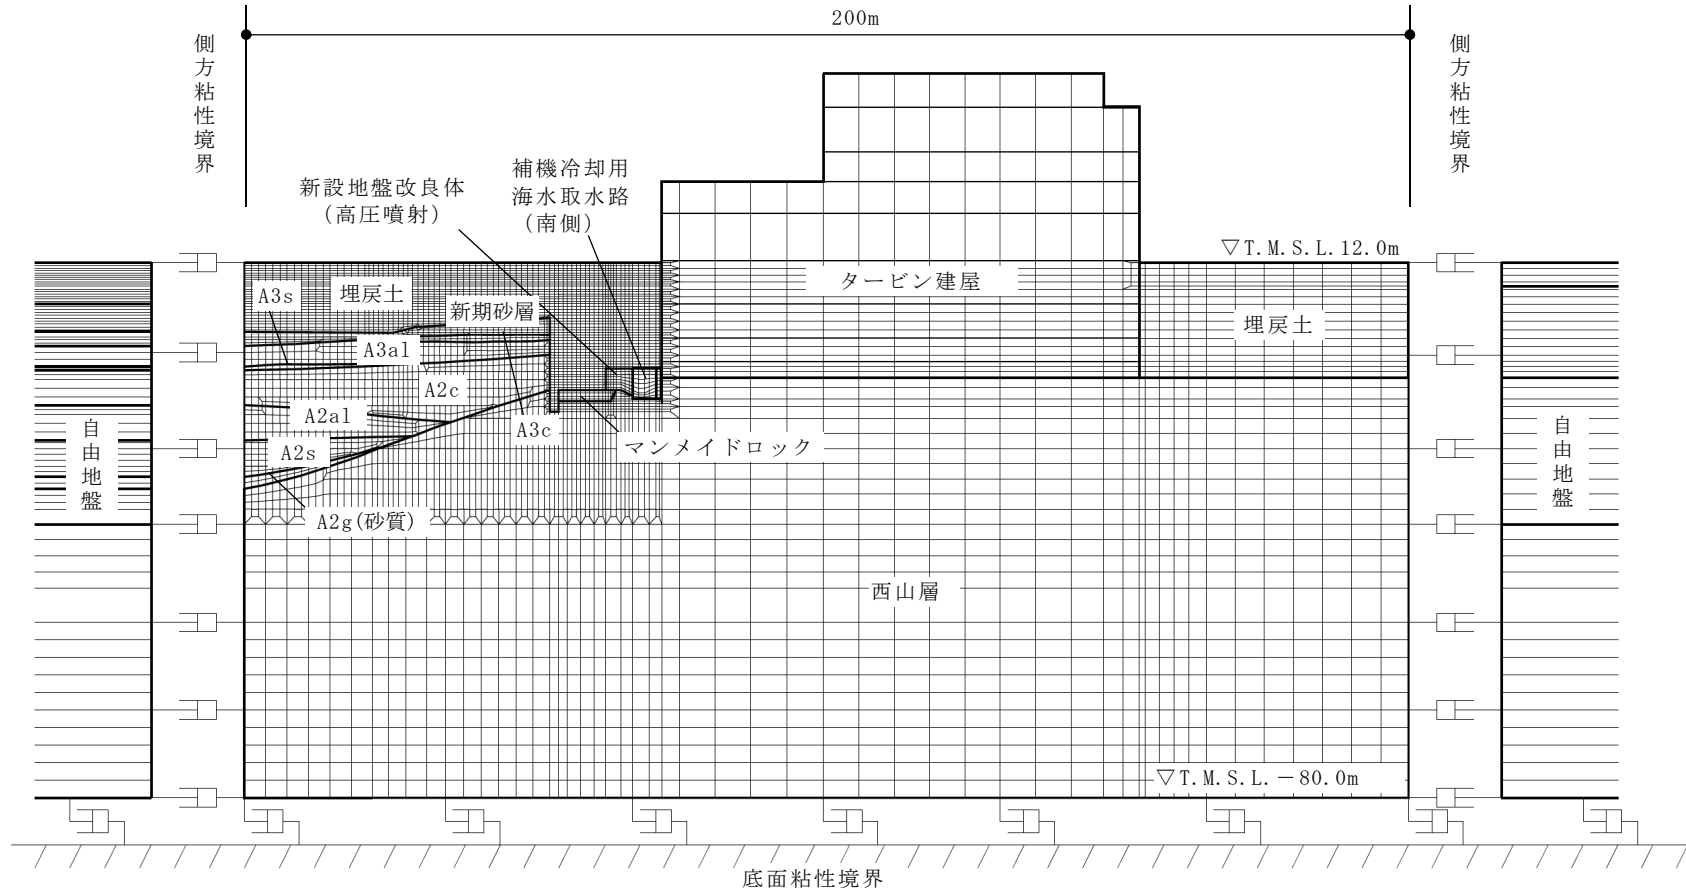 200m
側方粘性境界
側方粘性境界
補機冷却用
海水取水路
(南側)
新設地盤改良体
(高圧噴射)
▽T.M.S.L.12.0m
A3s
埋戻土
新期砂層
タービン建屋
埋戻土
A3a1
A2c
A2a1
A3c
マンメイドロック
A2s
A2g(砂質)
自由地盤
自由地盤
西山層
▽T.M.S.L.－80.0m
底面粘性境界